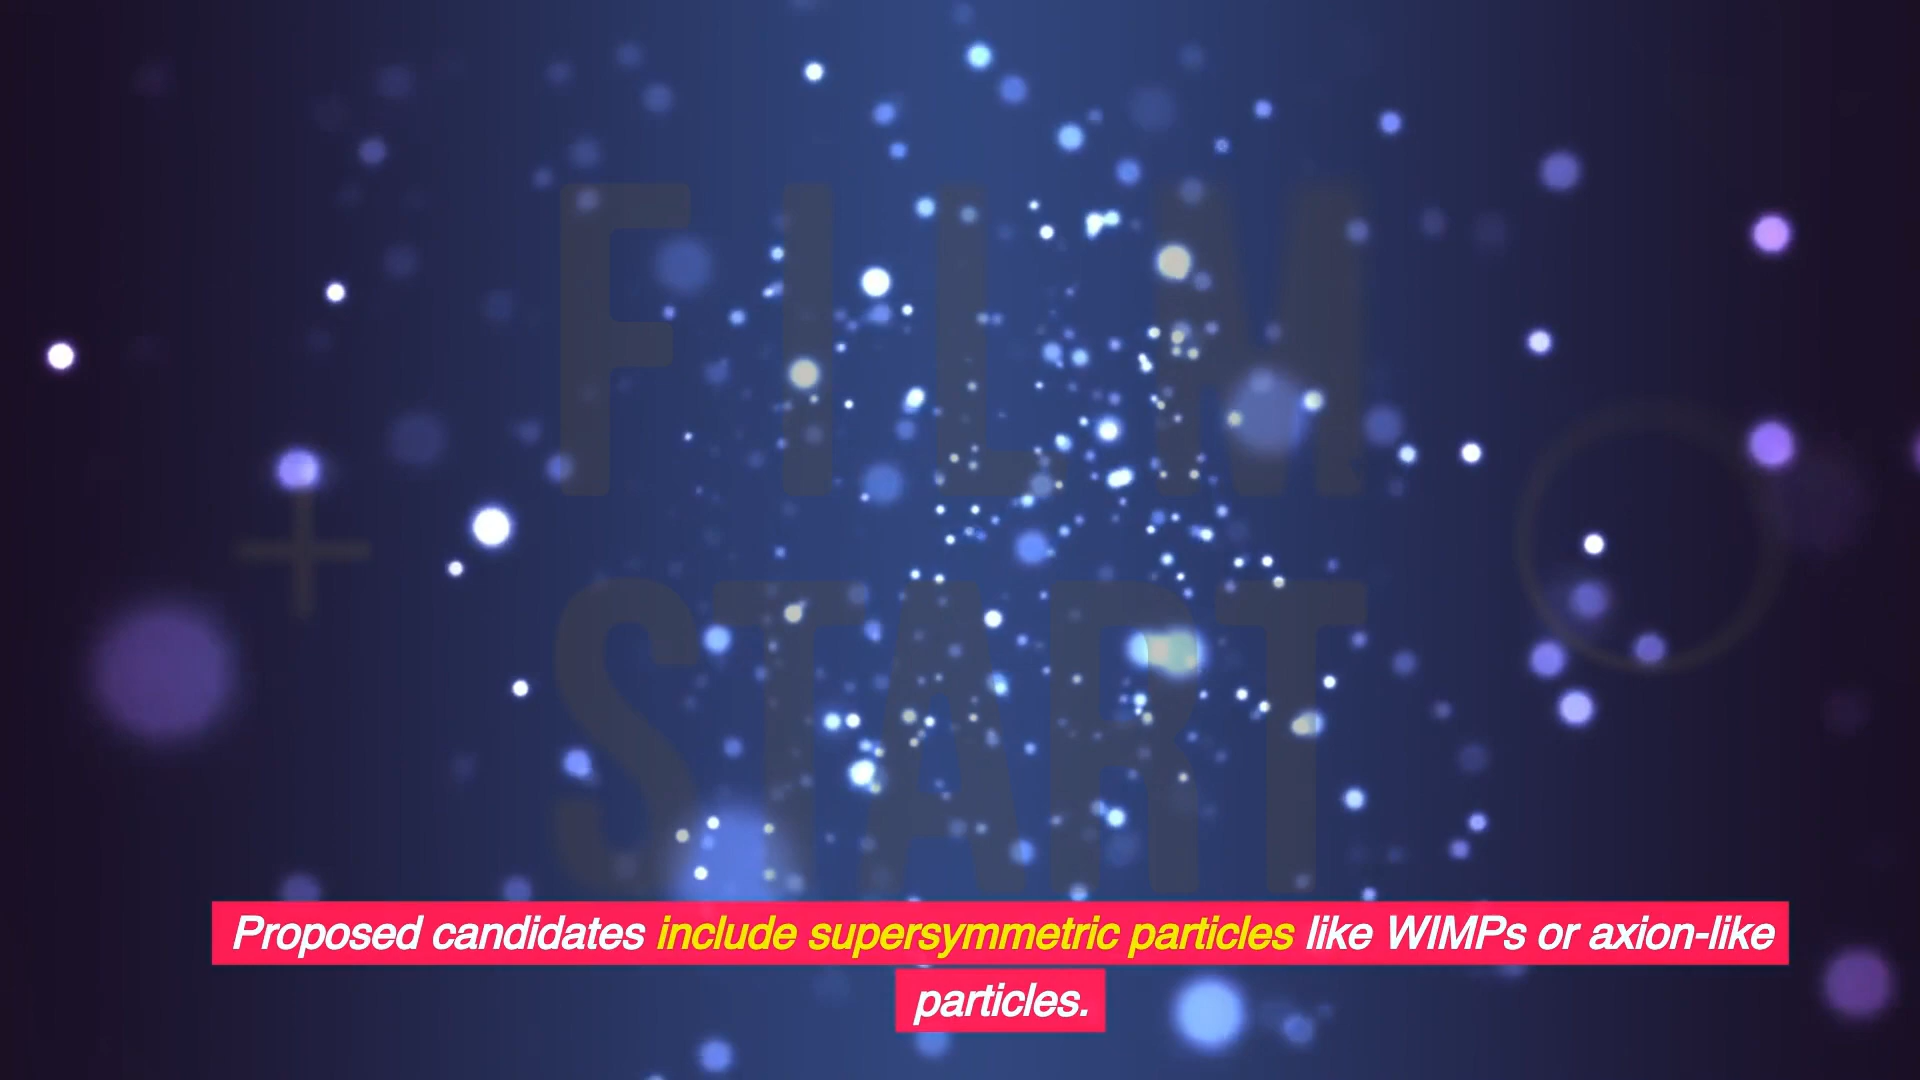 FILM
START
Proposed candidates include supersymmetric particles like WIMPs or axion-like
particles.